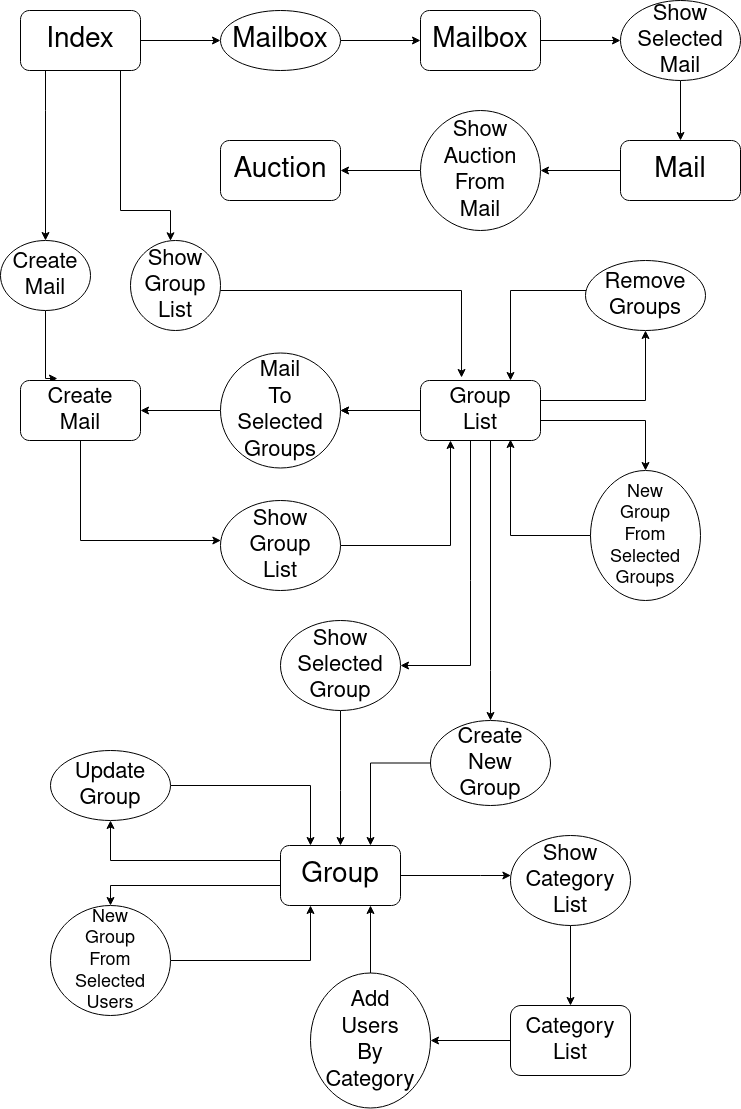 Index
Mailbox
Mailbox
Show
Selected
Mail
Auction
Show
Auction
From
Mail
Mail
Create
Mail
Show
Group
List
Remove
Groups
Create
Mail
Mail
To
Selected
Groups
Group
List
Show
Group
List
New
Group
From
Selected
Groups
Show
Selected
Group
Create
New
Group
Update
Group
Group
Show
Category
List
New
Group
From
Selected
Users
Add
Users
By
Category
Category
List